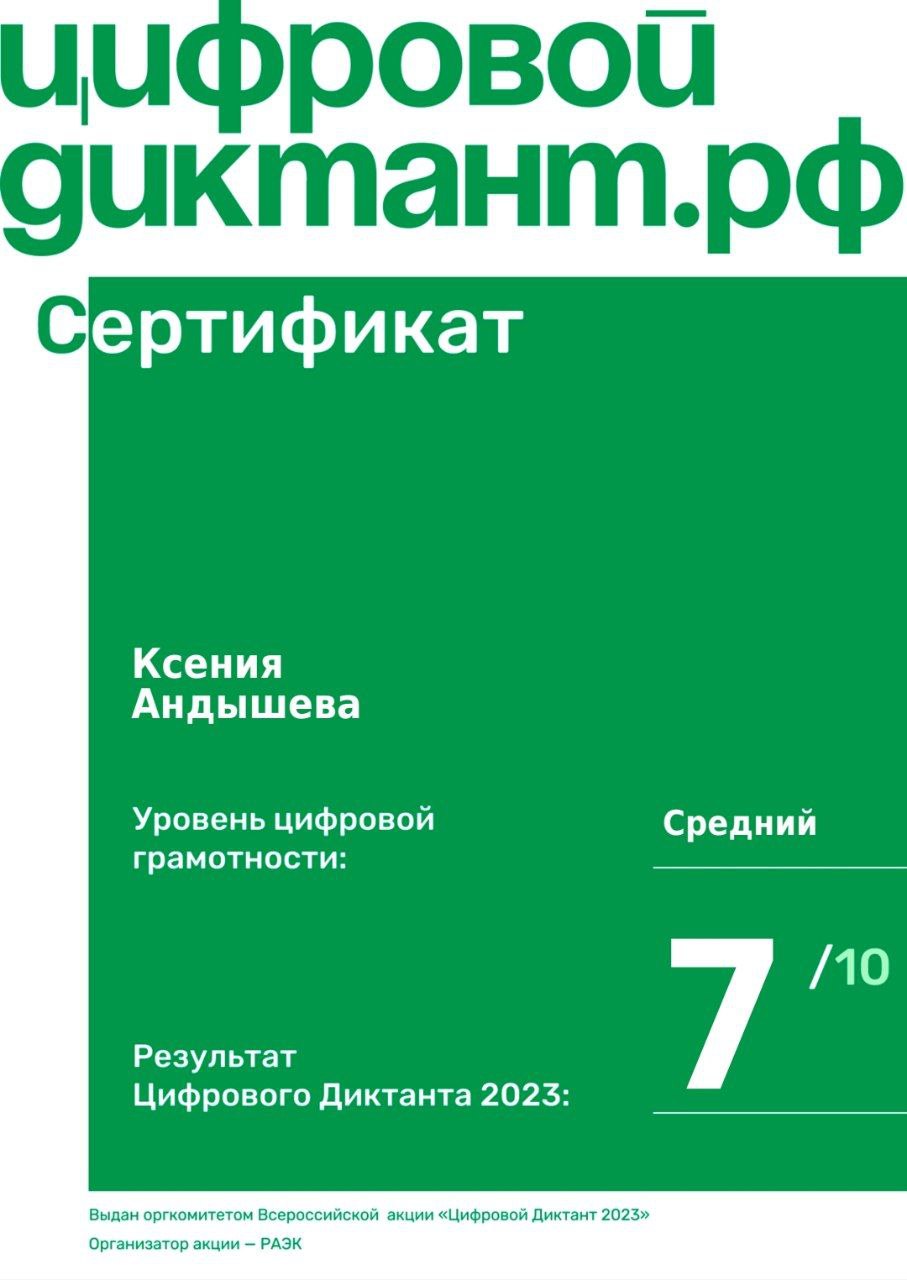 цифровой
диктант.рф
Сертификат
Ксения
Андышева
Уровень цифровой
грамотности:
Средний
7 /10
Результат
Цифрового Диктанта 2023:
Выдан оргкомитетом Всероссийской акции «Цифровой Диктант 2023»
Организатор акции — РАЭК